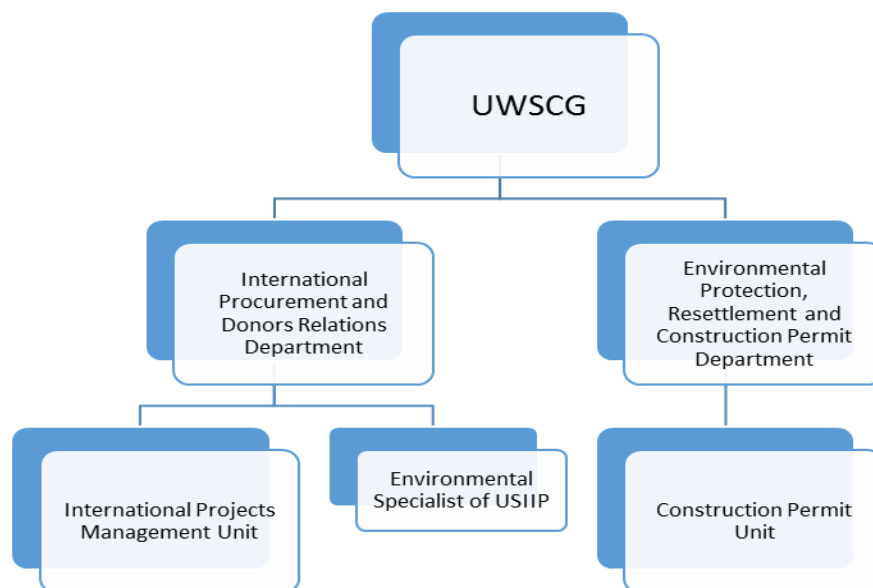 UWSCG
International
Procurement and
Donors Relations
Department
Environmental
Protection,
Resettlement and
Construction Permit
Department
International Projects
Management Unit
Environmental
Specialist of USIIP
Construction Permit
Unit